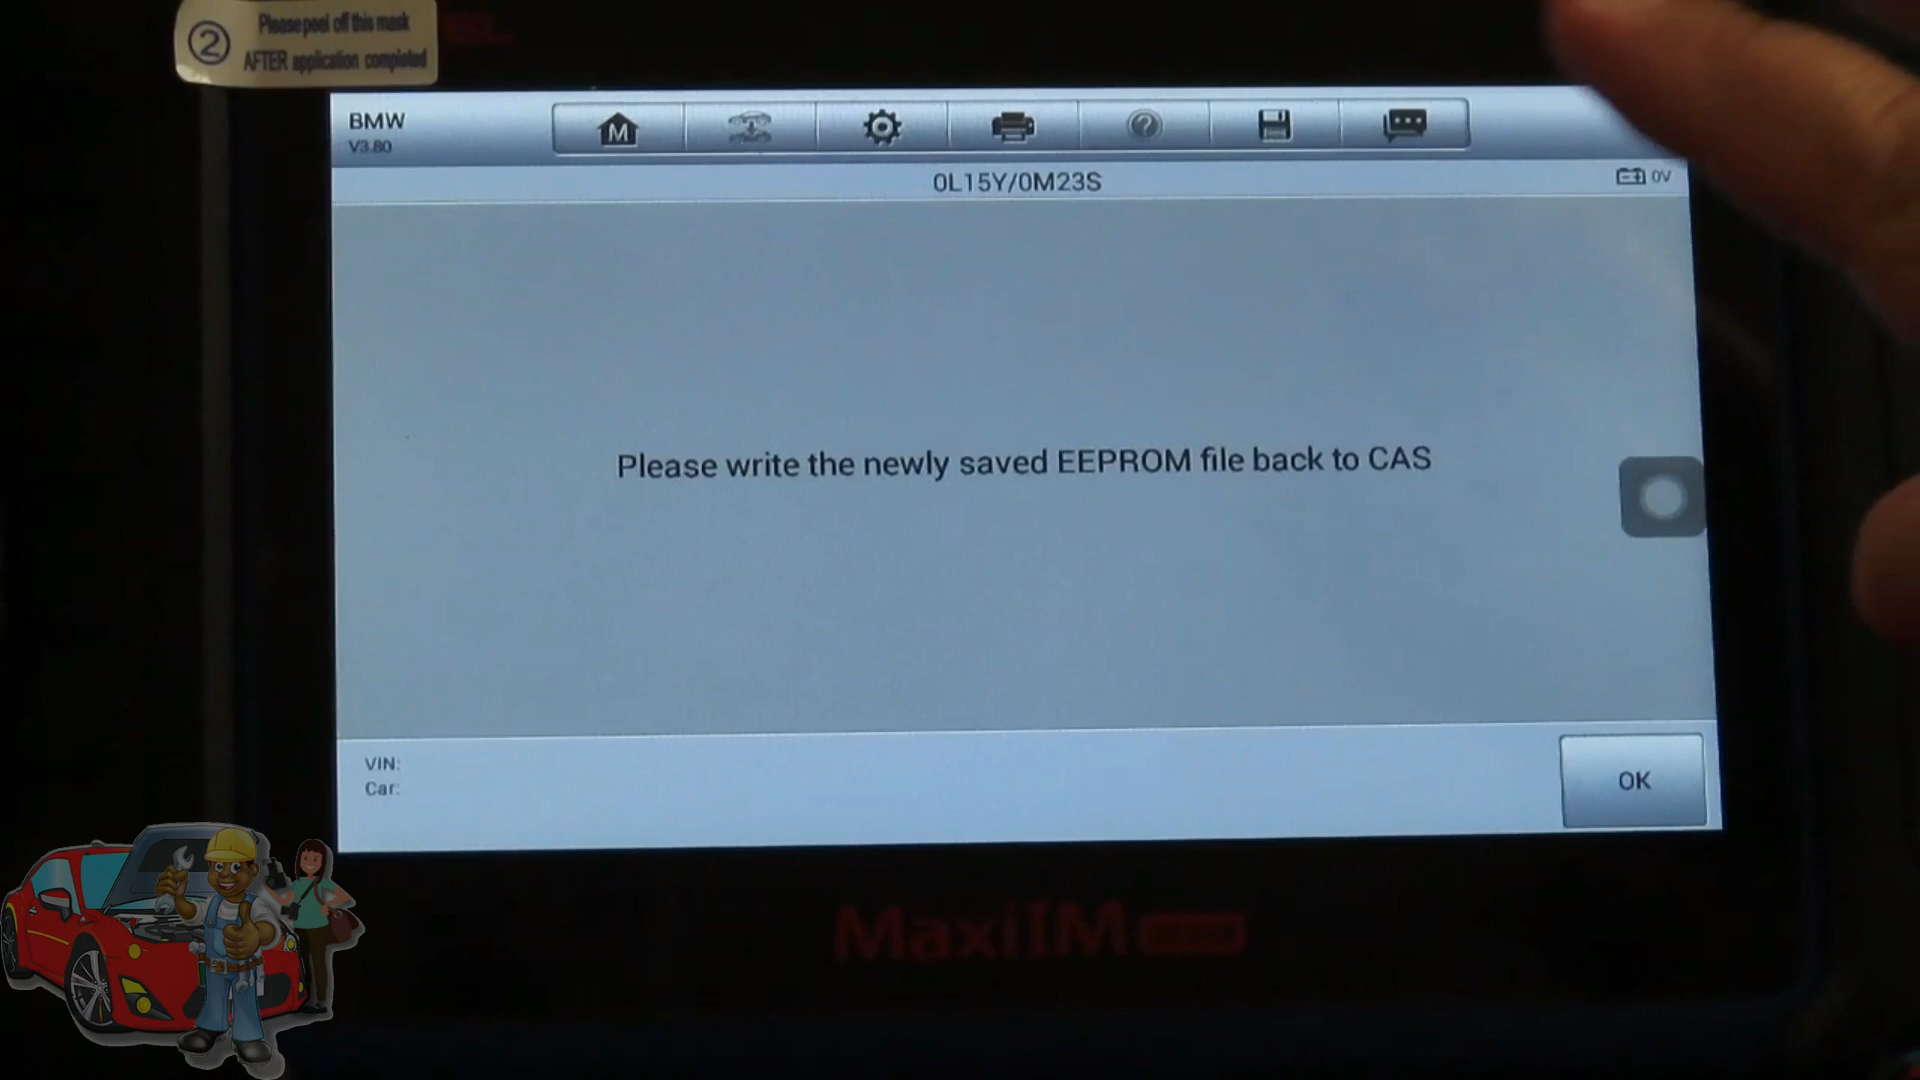 2
Please peel off this mask
AFTER application completed
BMW
V3.80
M
?
0L15Y/0M23S
0V
Please write the newly saved EEPROM file back to CAS
VIN:
Car:
OK
MaxiIM